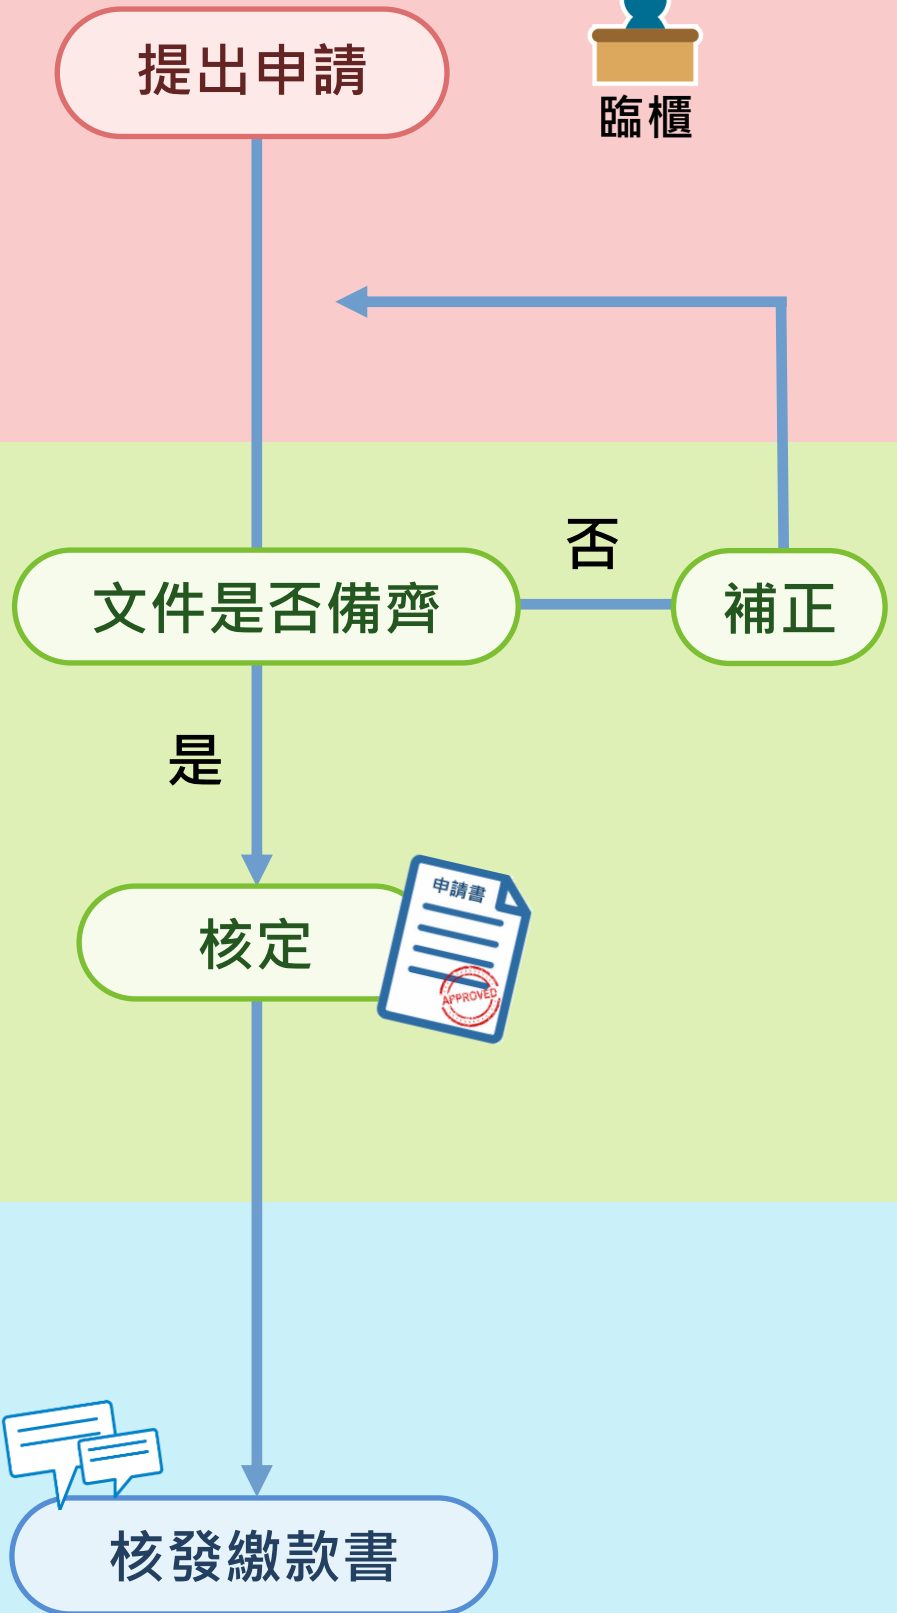 提出申請
臨櫃
否
文件是否備齊
補正
是
申請書
核定
APPROVED
核發繳款書